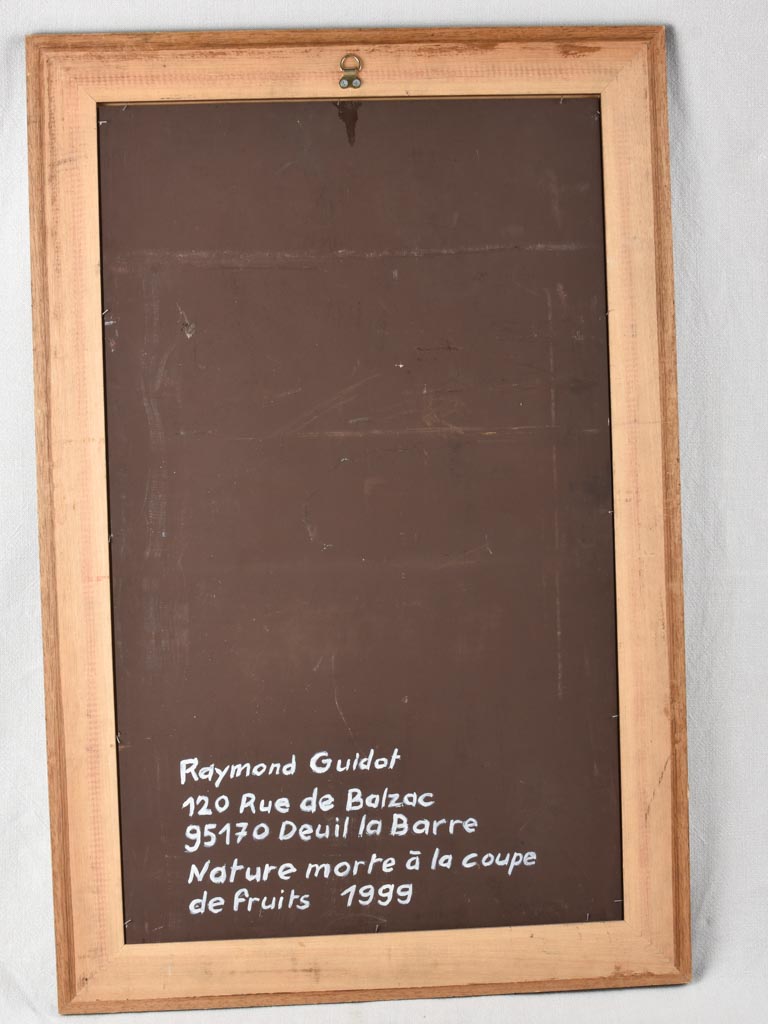 Raymond Guidot
120 Rue de Balzac
95170 Deuil la Barre
Nature morte à la coupe
de fruits 1999